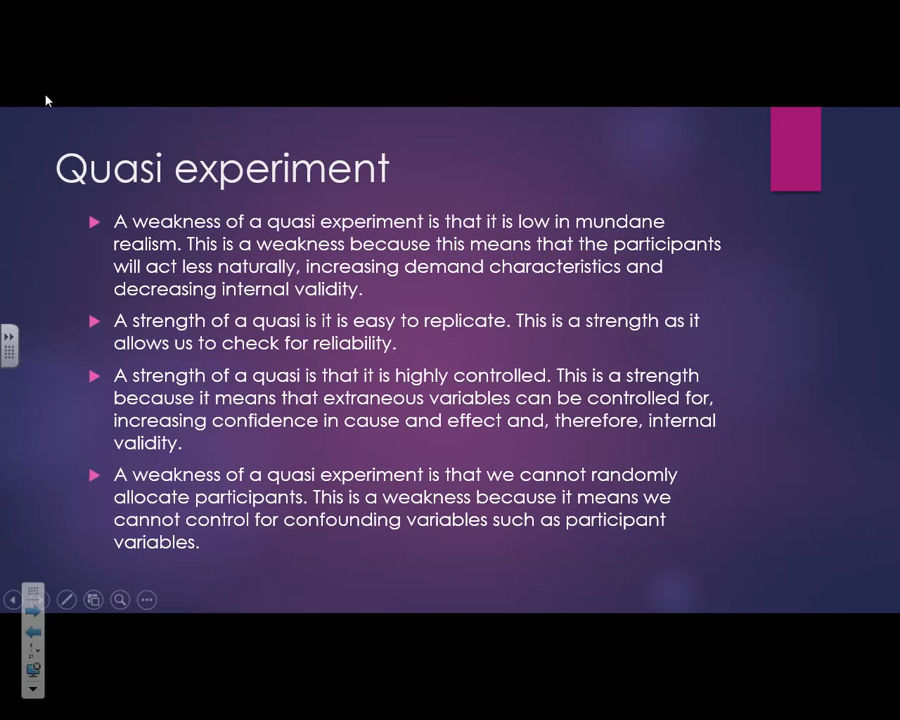 Quasi experiment
A weakness of a quasi experiment is that it is low in mundane
realism. This is a weakness because this means that the participants
will act less naturally, increasing demand characteristics and
decreasing internal validity.
A strength of a quasi is it is easy to replicate. This is a strength as it
allows us to check for reliability.
A strength of a quasi is that it is highly controlled. This is a strength
because it means that extraneous variables can be controlled for,
increasing confidence in cause and effect and, therefore, internal
validity.
A weakness of a quasi experiment is that we cannot randomly
allocate participants. This is a weakness because it means we
cannot control for confounding variables such as participant
variables.